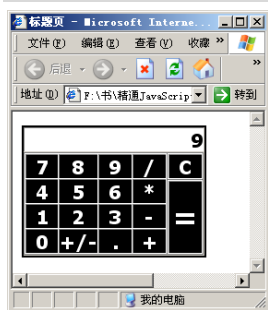 标题页 - Microsoft Interne...
文件(F) 编辑(E) 查看(V) 收藏 »
后退 »
地址(D) F:\书\精通JavaScrip 转到
9
7 8 9 / C
4 5 6 *
1 2 3 - =
0 +/- . +
我的电脑